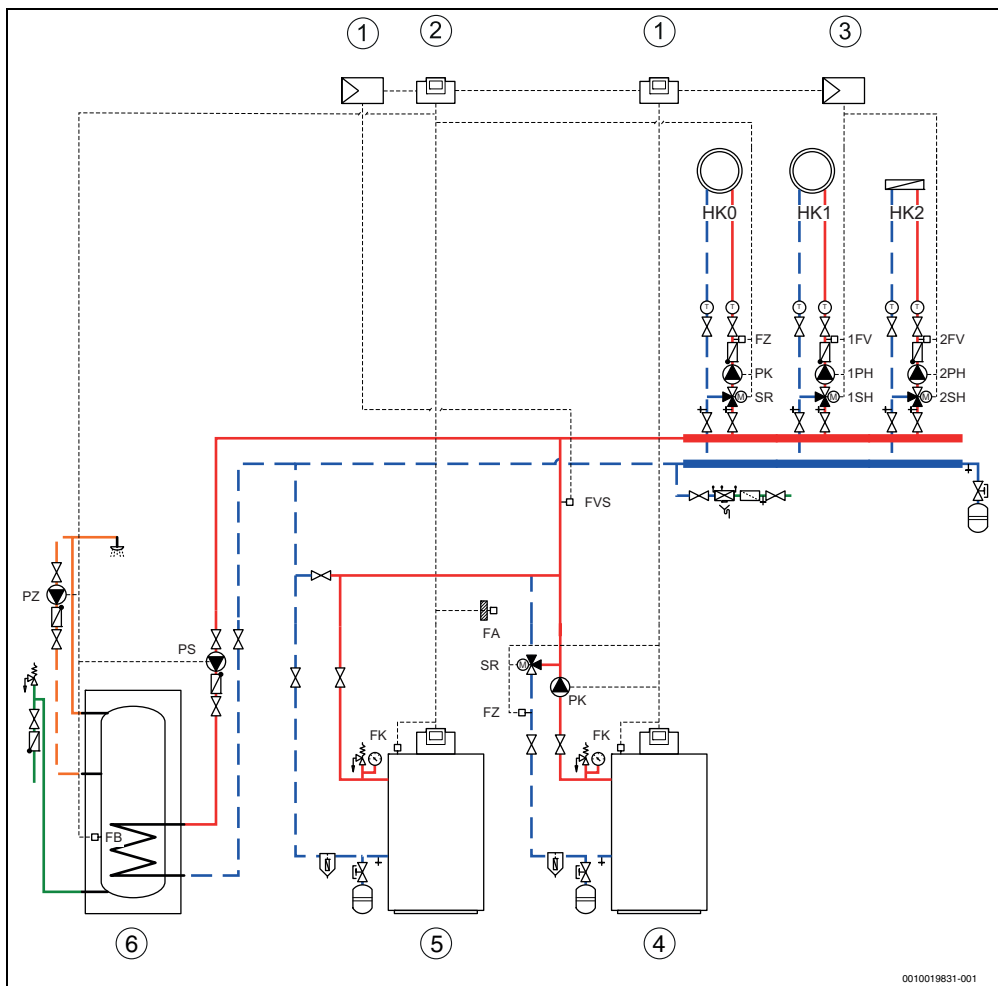 1
2
1
3
HK0
HK1
HK2
T
T
T
T
T
T
FZ
1FV
2FV
PK
1PH
2PH
SR
M
1SH
M
2SH
M
FVS
PZ
FA
PS
SR
M
PK
FZ
FK
FK
FB
6
5
4
0010019831-001